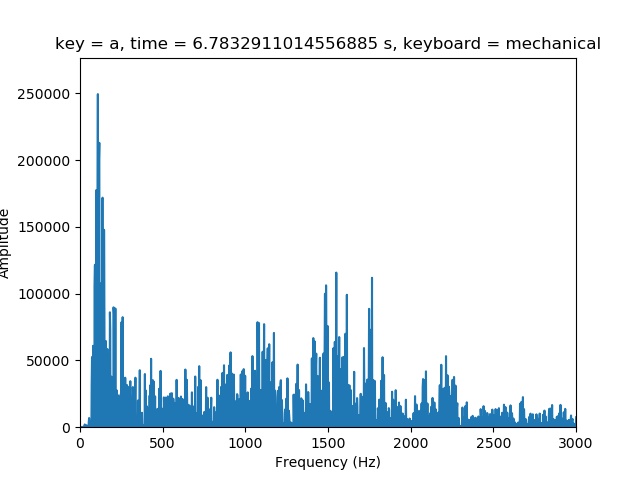 key = a, time = 6.7832911014556885 s, keyboard = mechanical
250000
200000
150000
100000
50000
0
Amplitude
0 500 1000 1500 2000 2500 3000
Frequency (Hz)